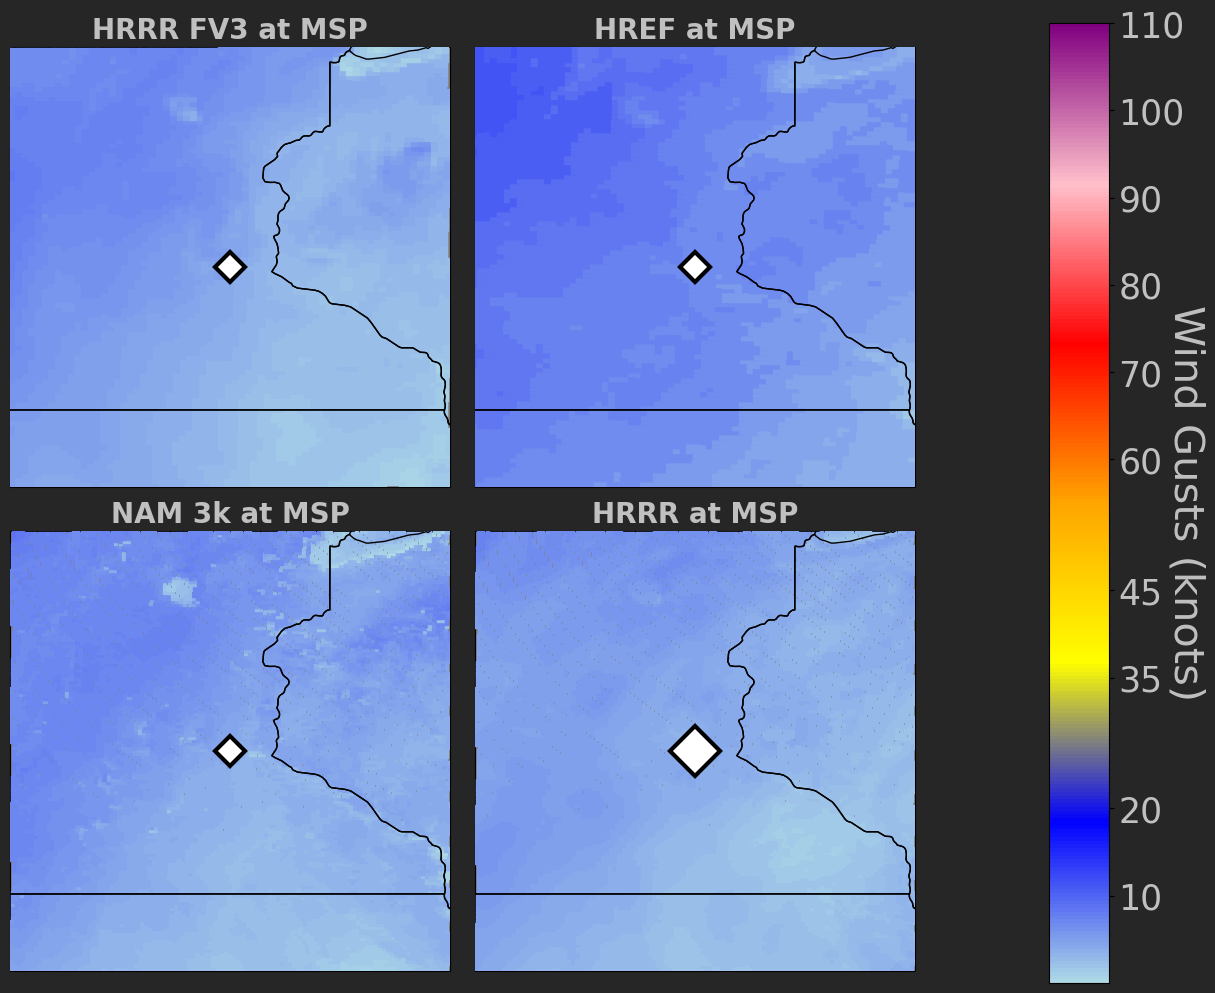 HRRR FV3 at MSP
HREF at MSP
NAM 3k at MSP
HRRR at MSP
110
100
90
80
70
60
45
35
20
10
Wind Gusts (knots)